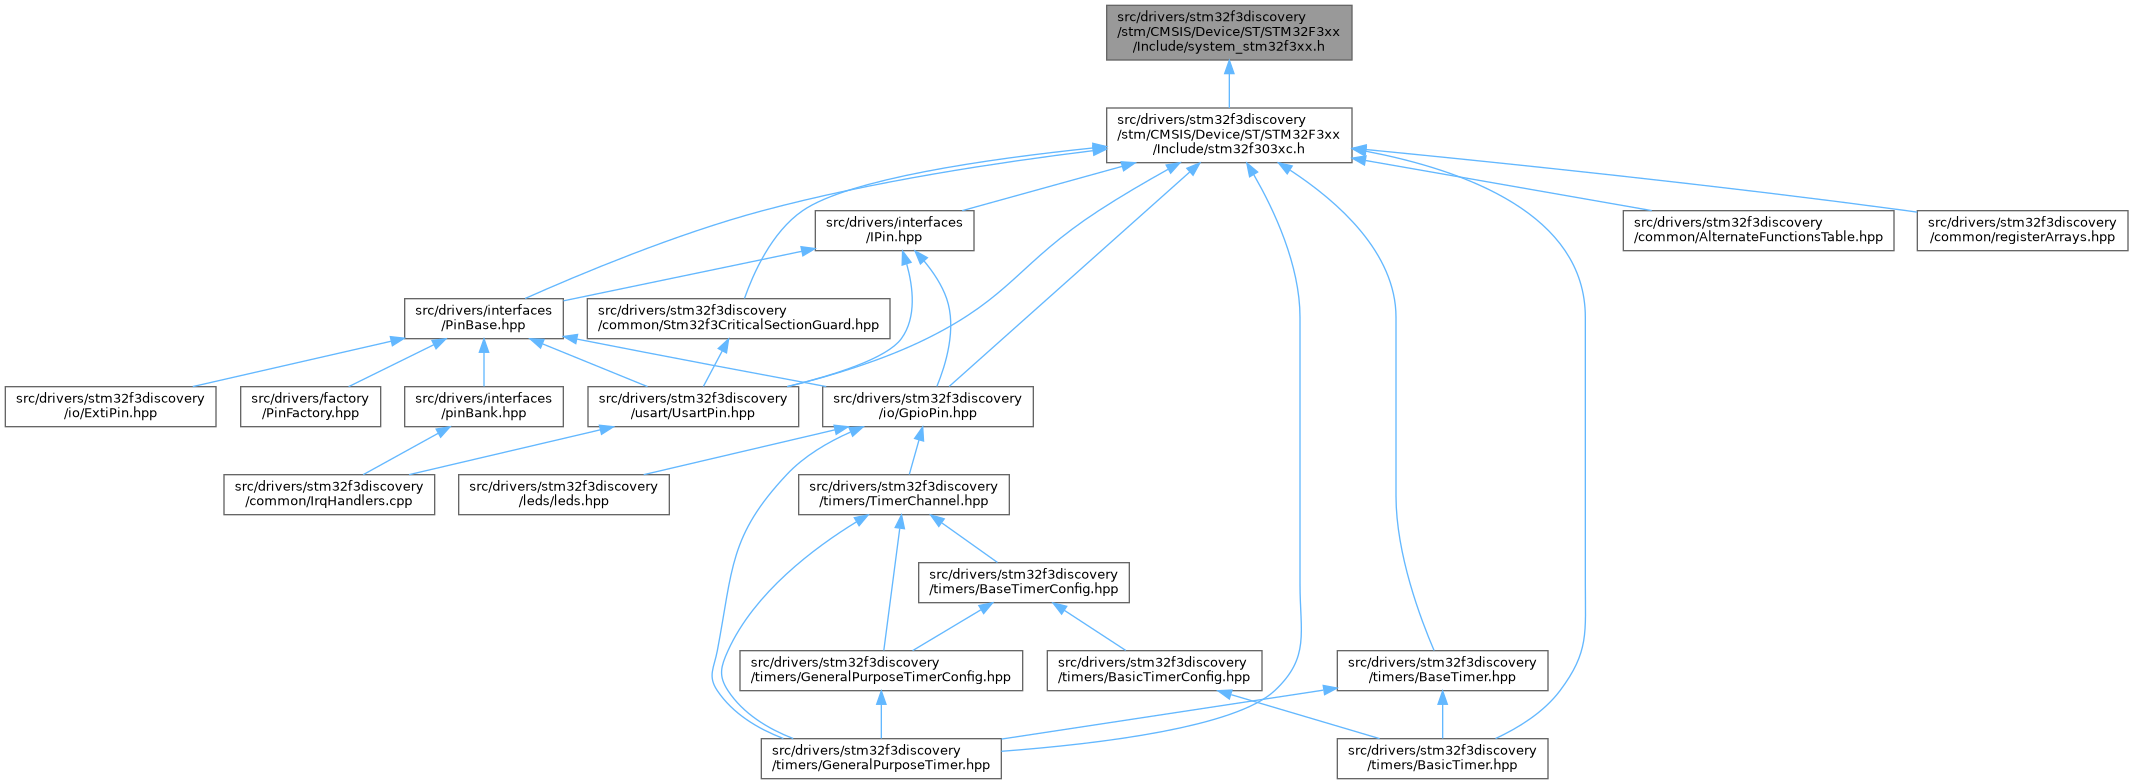 src/drivers/stm32f3discovery
/stm/CMSIS/Device/ST/STM32F3xx
/Include/system_stm32f3xx.h
src/drivers/stm32f3discovery
/stm/CMSIS/Device/ST/STM32F3xx
/Include/stm32f303xc.h
src/drivers/interfaces
/IPin.hpp
src/drivers/stm32f3discovery
/common/AlternateFunctionsTable.hpp
src/drivers/stm32f3discovery
/common/registerArrays.hpp
src/drivers/interfaces
/PinBase.hpp
src/drivers/stm32f3discovery
/common/Stm32f3CriticalSectionGuard.hpp
src/drivers/stm32f3discovery
/io/ExtiPin.hpp
src/drivers/factory
/PinFactory.hpp
src/drivers/interfaces
/pinBank.hpp
src/drivers/stm32f3discovery
/usart/UsartPin.hpp
src/drivers/stm32f3discovery
/io/GpioPin.hpp
src/drivers/stm32f3discovery
/common/IrqHandlers.cpp
src/drivers/stm32f3discovery
/leds/leds.hpp
src/drivers/stm32f3discovery
/timers/TimerChannel.hpp
src/drivers/stm32f3discovery
/timers/BaseTimerConfig.hpp
src/drivers/stm32f3discovery
/timers/GeneralPurposeTimerConfig.hpp
src/drivers/stm32f3discovery
/timers/BasicTimerConfig.hpp
src/drivers/stm32f3discovery
/timers/BaseTimer.hpp
src/drivers/stm32f3discovery
/timers/GeneralPurposeTimer.hpp
src/drivers/stm32f3discovery
/timers/BasicTimer.hpp